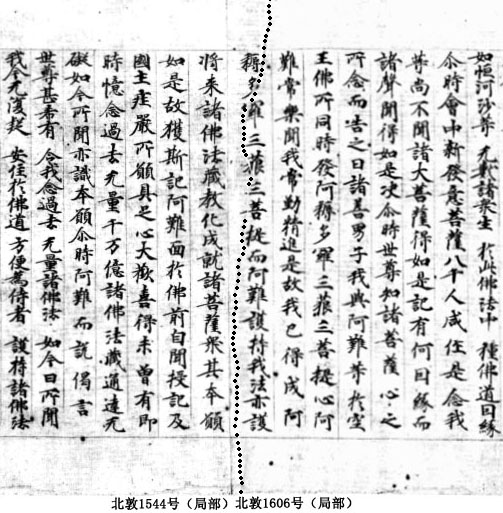 如恒河沙等 无數諸衆生 於此佛法中 種佛道因緣
尒時會中新發意菩薩八千人咸作是念我
等尚不聞諸大菩薩得如是記有何因緣而
諸聲聞得如是决尒時世尊知諸菩薩心之
所念而告之曰諸善男子我與阿難等於空
王佛所同時發阿耨多羅三藐三菩提心阿
難常樂聞我常勤精進是故我已得成阿
耨多羅三藐三菩提而阿難護持我法亦護
将来諸佛法藏教化成就諸菩薩衆其本願
如是故獲斯記阿難面於佛前自聞授記及
國土莊嚴所願具足心大歡喜得未曾有即
時憶念過去无量千万億諸佛法藏通達无
礙如今所聞亦識本願尒時阿難而說偈言
世尊甚希有 令我念過去 无量諸佛法 如今日所聞
我今无復疑 安住於佛道 方便為侍者 護持諸佛法
北敦1544号（局部）北敦1606号（局部）